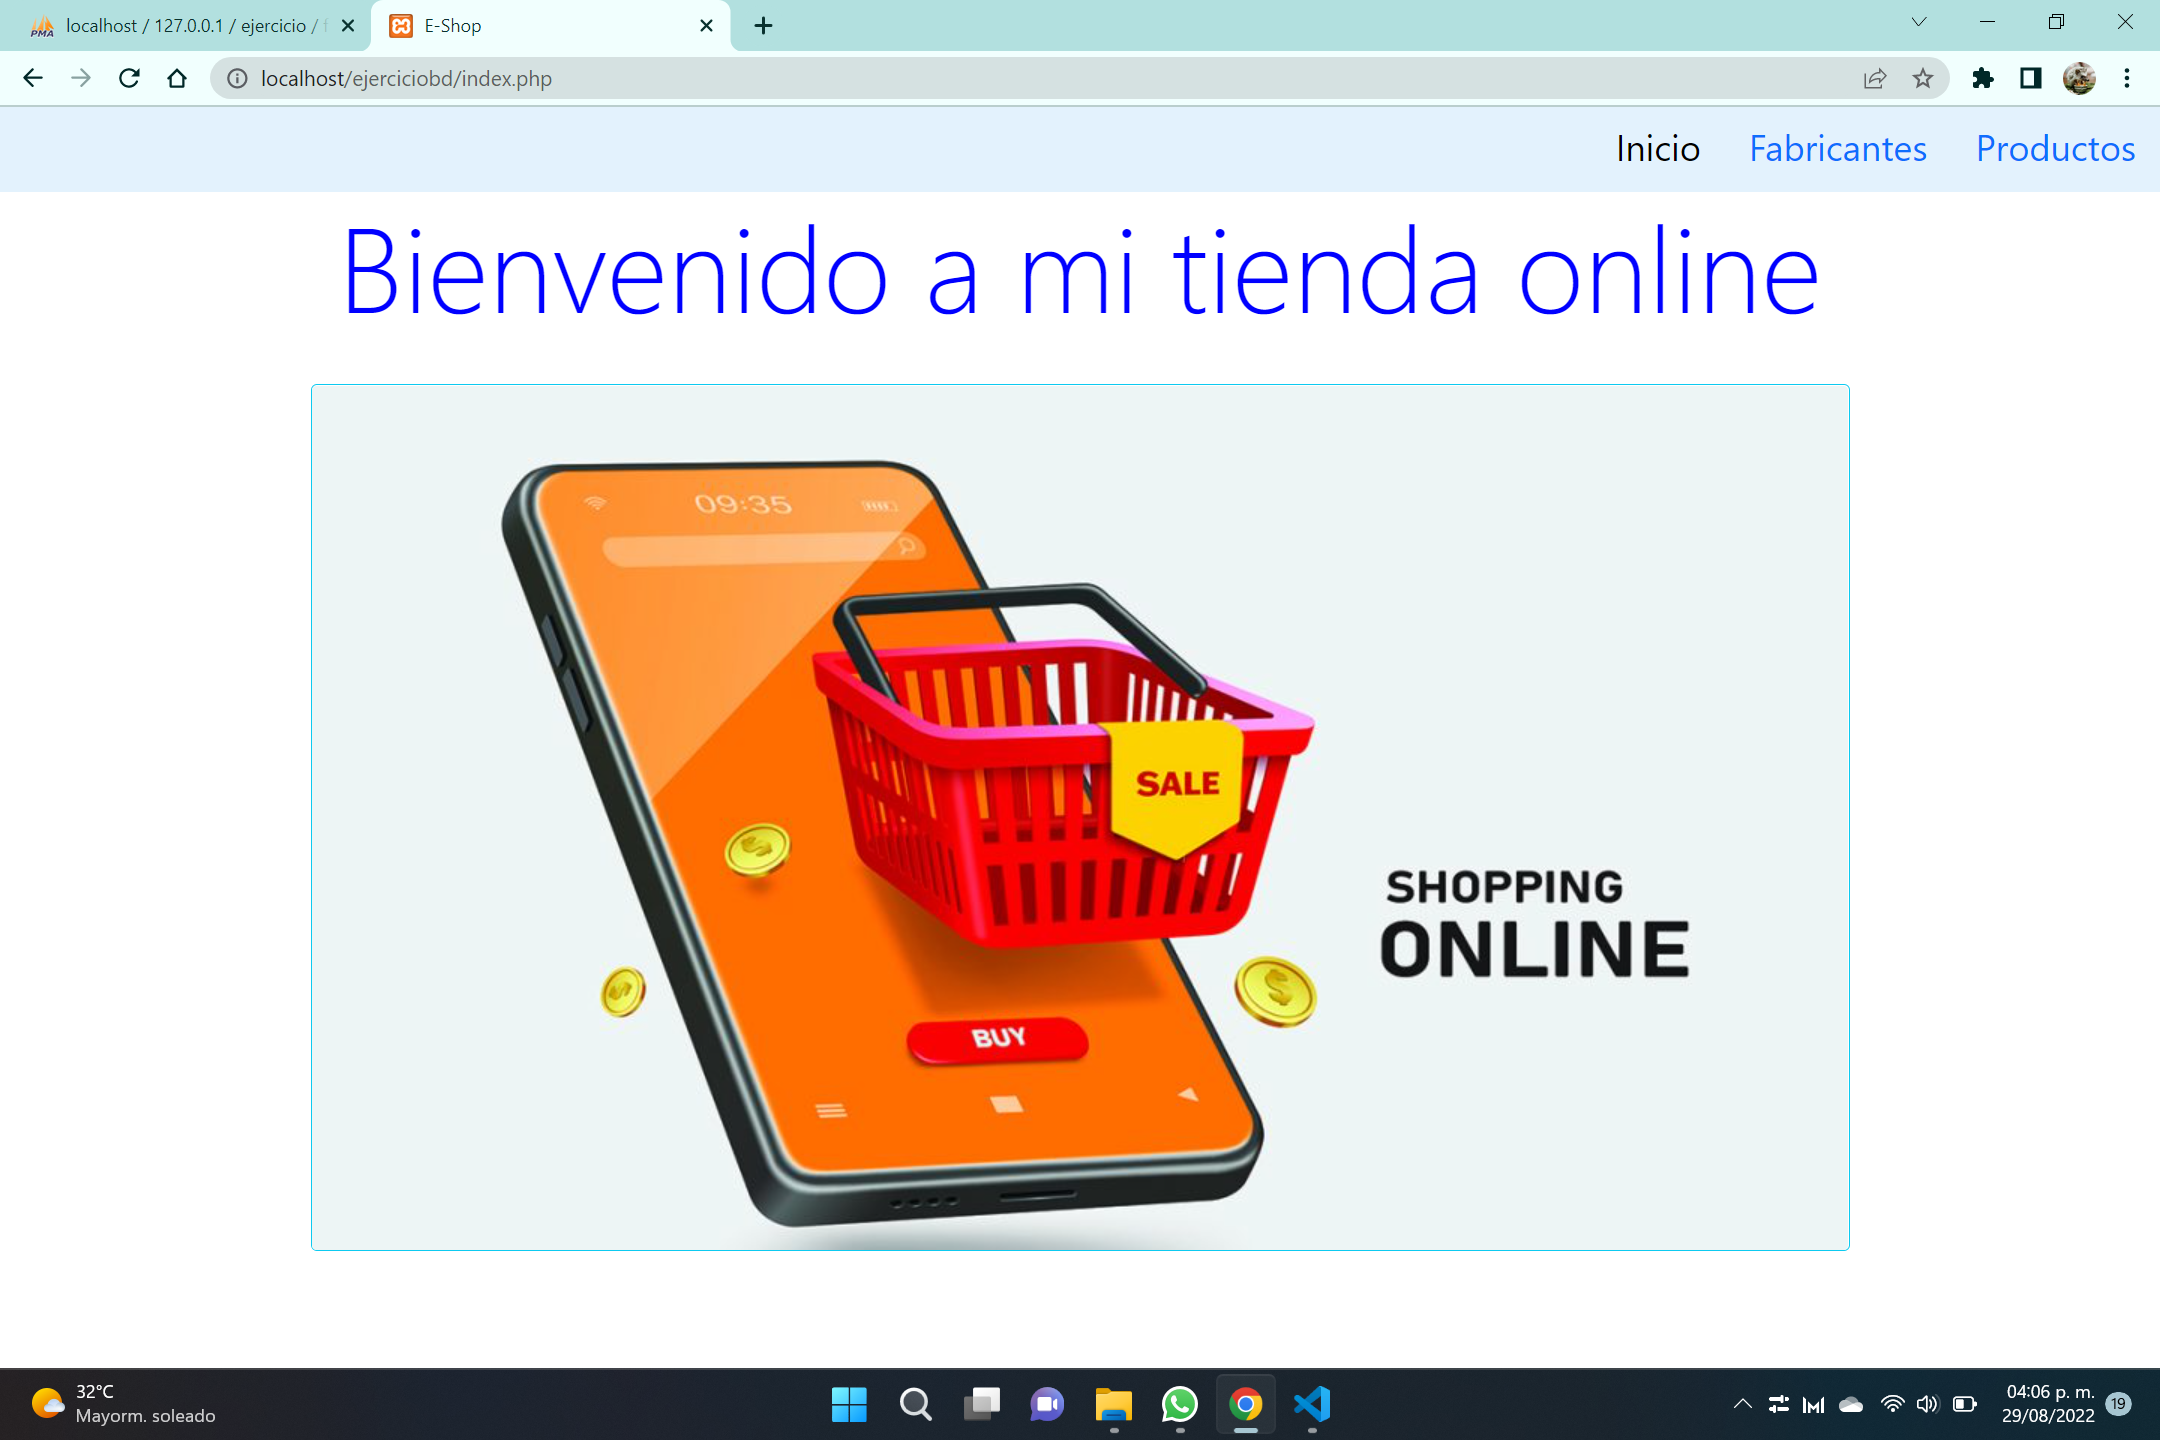 PMA localhost / 127.0.0.1 / ejercicio /
E-Shop
localhost/ejerciciobd/index.php
Inicio Fabricantes Productos
Bienvenido a mi tienda online
09:35
SALE
SHOPPING
ONLINE
BUY
32°C
Mayorm. soleado
04:06 p. m.
29/08/2022
19